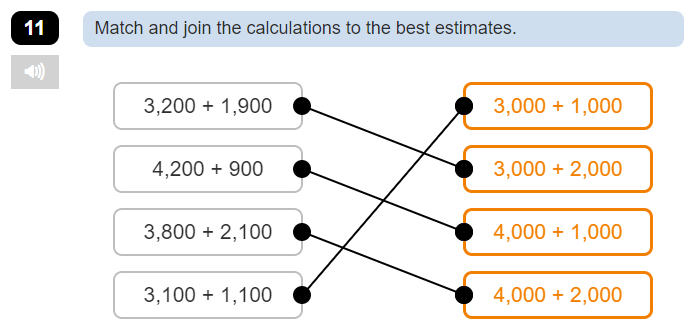 11
Match and join the calculations to the best estimates.
3,200 + 1,900
3,000 + 1,000
4,200 + 900
3,000 + 2,000
3,800 + 2,100
4,000 + 1,000
3,100 + 1,100
4,000 + 2,000